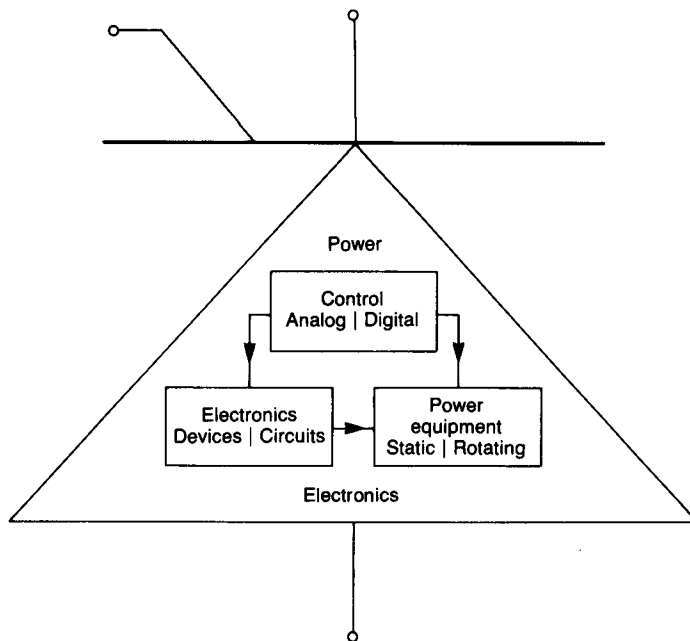 Power
Control
Analog | Digital
Electronics
Devices | Circuits
Power
equipment
Static | Rotating
Electronics